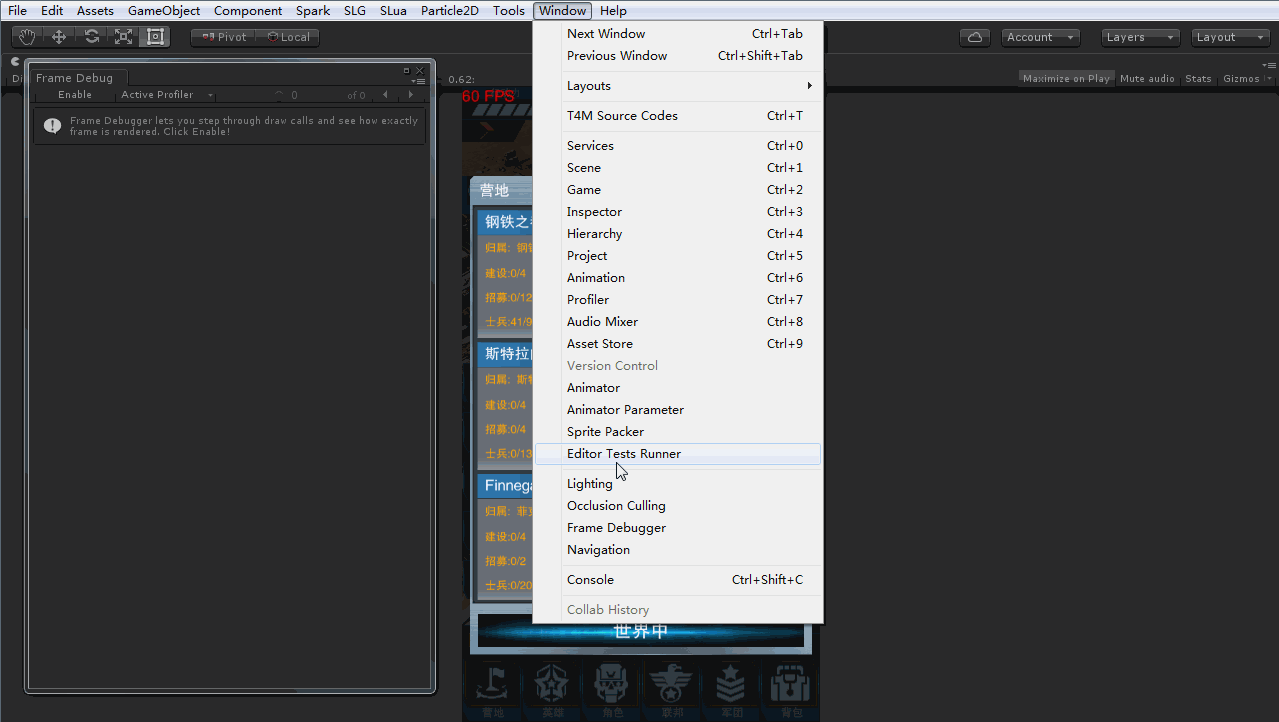 File Edit Assets GameObject Component Spark SLG SLua Particle2D Tools Window Help
Pivot Local Account Layers Layout
Frame Debug
Enable Active Profiler 0 of 0
Frame Debugger lets you step through draw calls and see how exactly
frame is rendered. Click Enable!
0.62:
Maximize on Play Mute audio Stats Gizmos
60 FPS
营地
钢铁之
归属: 钢
建设:0/4
招募:0/12
士兵:41/9
斯特拉
归属: 斯
建设:0/4
招募:0/4
士兵:0/13
Finnega
归属: 菲
建设:0/4
招募:0/2
士兵:0/20
世界中
营地 英雄 角色 联邦 军团 背包
Next Window Ctrl+Tab
Previous Window Ctrl+Shift+Tab
Layouts
T4M Source Codes Ctrl+T
Services Ctrl+0
Scene Ctrl+1
Game Ctrl+2
Inspector Ctrl+3
Hierarchy Ctrl+4
Project Ctrl+5
Animation Ctrl+6
Profiler Ctrl+7
Audio Mixer Ctrl+8
Asset Store Ctrl+9
Version Control
Animator
Animator Parameter
Sprite Packer
Editor Tests Runner
Lighting
Occlusion Culling
Frame Debugger
Navigation
Console Ctrl+Shift+C
Collab History